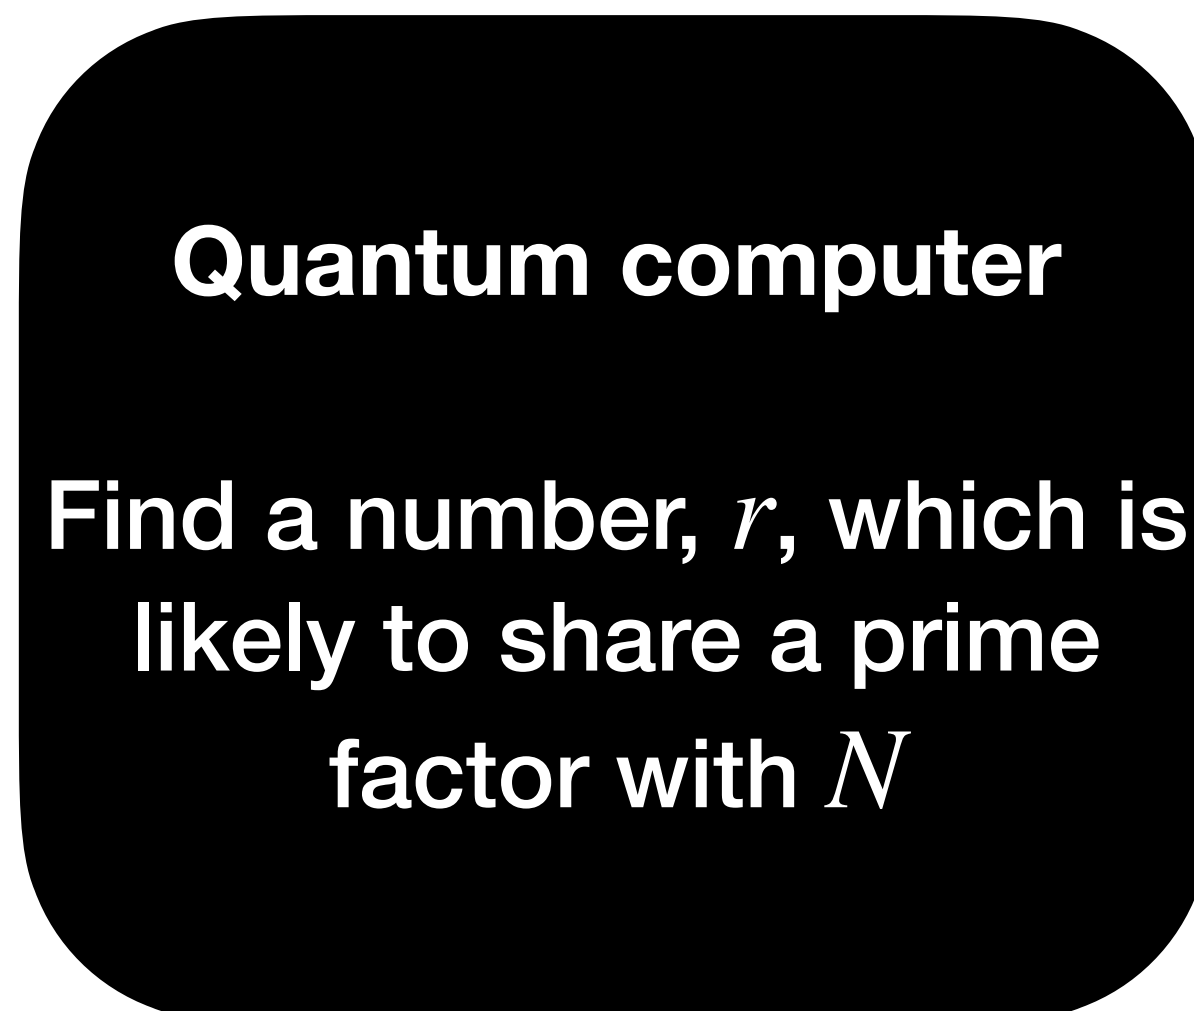 Quantum computer
Find a number, r, which is
likely to share a prime
factor with N